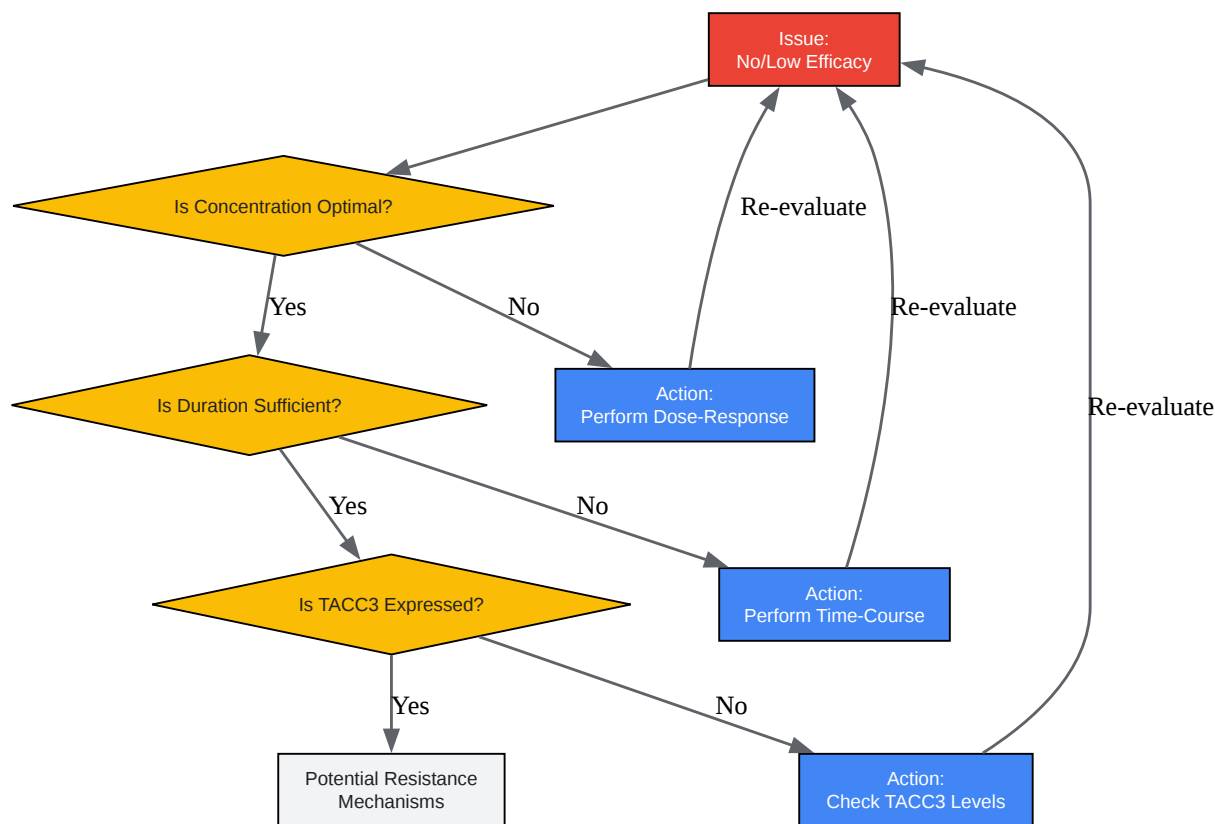 Issue:
No/Low Efficacy
Is Concentration Optimal?
Re-evaluate
Yes
No
Re-evaluate
Is Duration Sufficient?
Action:
Perform Dose-Response
Re-evaluate
Yes
No
Is TACC3 Expressed?
Action:
Perform Time-Course
Yes
No
Potential Resistance
Mechanisms
Action:
Check TACC3 Levels